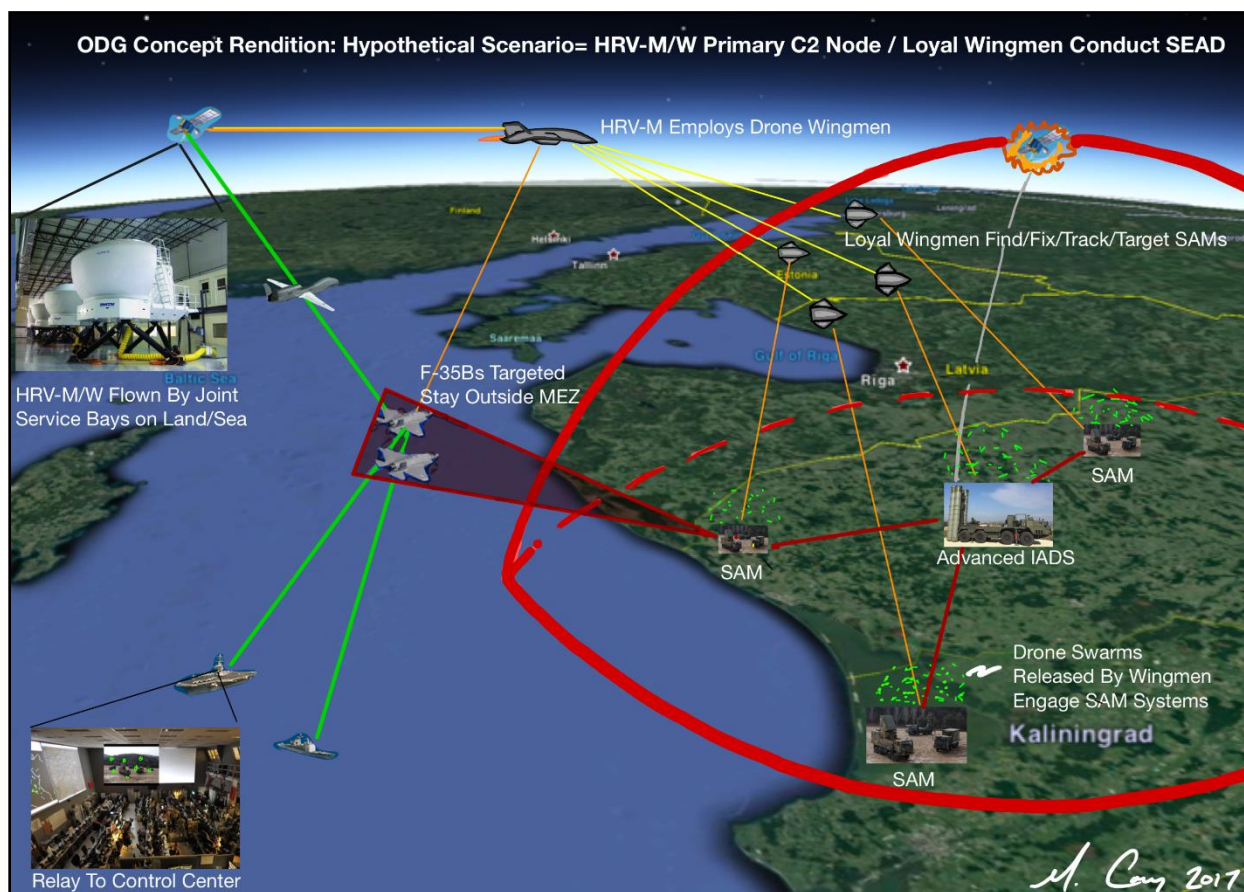 ODG Concept Rendition: Hypothetical Scenario= HRV-M/W Primary C2 Node / Loyal Wingmen Conduct SEAD
HRV-M Employs Drone Wingmen
Finland
Leningrad
Helsinki
Loyal Wingmen Find/Fix/Track/Target SAMs
Tallinn
Estonia
Saaremaa
Gulf of Riga
Riga
Latvia
Baltic Sea
HRV-M/W Flown By Joint
Service Bays on Land/Sea
F-35Bs Targeted
Stay Outside MEZ
SAM
SAM
Advanced IADS
Drone Swarms
Released By Wingmen
Engage SAM Systems
Kaliningrad
SAM
Relay To Control Center
2017